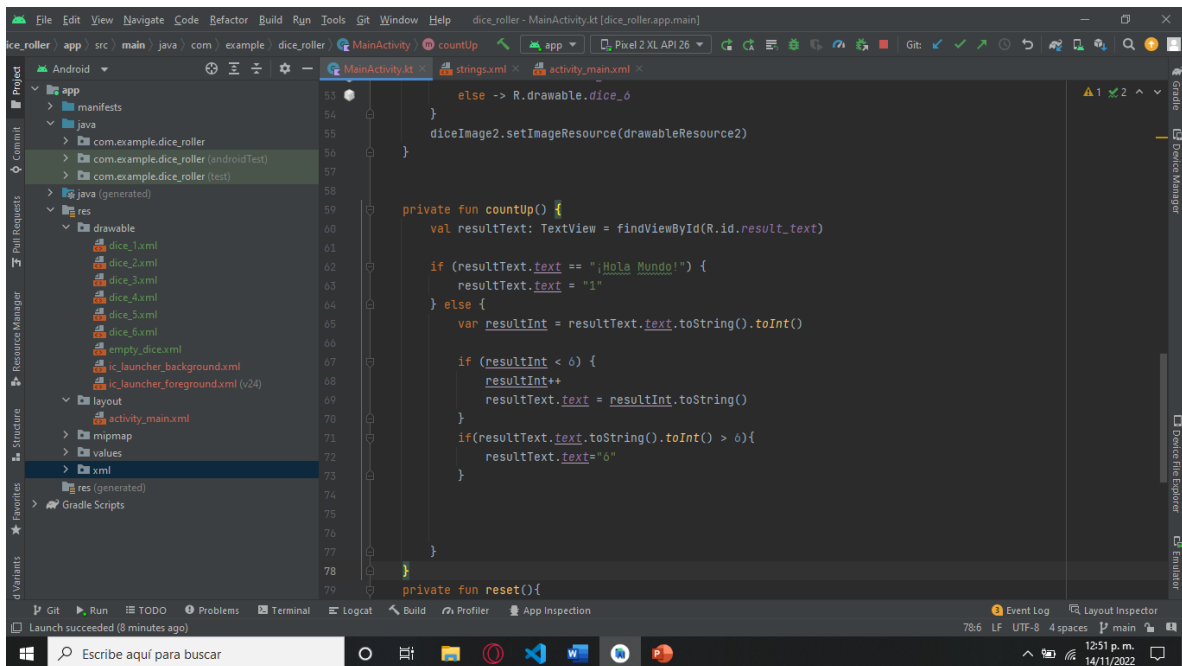 File Edit View Navigate Code Refactor Build Run Tools Git Window Help dice_roller - MainActivity.kt [dice_roller.app.main]
ice_roller app src main java com example dice_roller MainActivity countUp app Pixel 2 XL API 26 Git:
Project
Android
MainActivity.kt
strings.xml
activity_main.xml
app
manifests
java
com.example.dice_roller
com.example.dice_roller (androidTest)
com.example.dice_roller (test)
java (generated)
res
drawable
dice_1.xml
dice_2.xml
dice_3.xml
dice_4.xml
dice_5.xml
dice_6.xml
empty_dice.xml
ic_launcher_background.xml
ic_launcher_foreground.xml (v24)
layout
activity_main.xml
mipmap
values
xml
res (generated)
Gradle Scripts
Commit
Pull Requests
Resource Manager
Structure
Favorites
d Variants
1 2
53 else -> R.drawable.dice_6
54 }
55 diceImage2.setImageResource(drawableResource2)
56 }
57
58
59 private fun countUp() {
60 val resultText: TextView = findViewById(R.id.result_text)
61
62 if (resultText.text == "¡Hola Mundo!") {
63 resultText.text = "1"
64 } else {
65 var resultInt = resultText.text.toString().toInt()
66
67 if (resultInt < 6) {
68 resultInt++
69 resultText.text = resultInt.toString()
70 }
71 if(resultText.text.toString().toInt() > 6){
72 resultText.text="6"
73 }
74
75
76
77 }
78 }
79 private fun reset(){
Gradle
Device Manager
Device File Explorer
Emulator
Git Run TODO Problems Terminal Logcat Build Profiler App Inspection 3 Event Log Layout Inspector
Launch succeeded (8 minutes ago) 78:6 LF UTF-8 4 spaces main
Escribe aquí para buscar
12:51 p. m.
14/11/2022